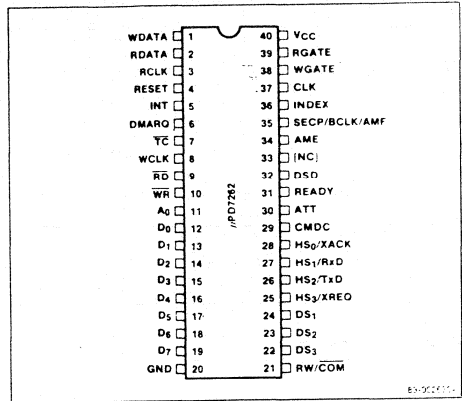 WDATA 1 40 VCC
RDATA 2 39 RGATE
RCLK 3 38 WGATE
RESET 4 37 CLK
INT 5 36 INDEX
DMARQ 6 35 SECP/BCLK/AMF
TC 7 34 AME
WCLK 8 33 [NC]
RD 9 32 DSD
WR 10 31 READY
A0 11 30 ATT
D0 12 29 CMDC
D1 13 28 HS0/XACK
D2 14 27 HS1/RxD
D3 15 26 HS2/TxD
D4 16 25 HS3/XREQ
D5 17 24 DS1
D6 18 23 DS2
D7 19 22 DS3
GND 20 21 RW/COM
μPD7262